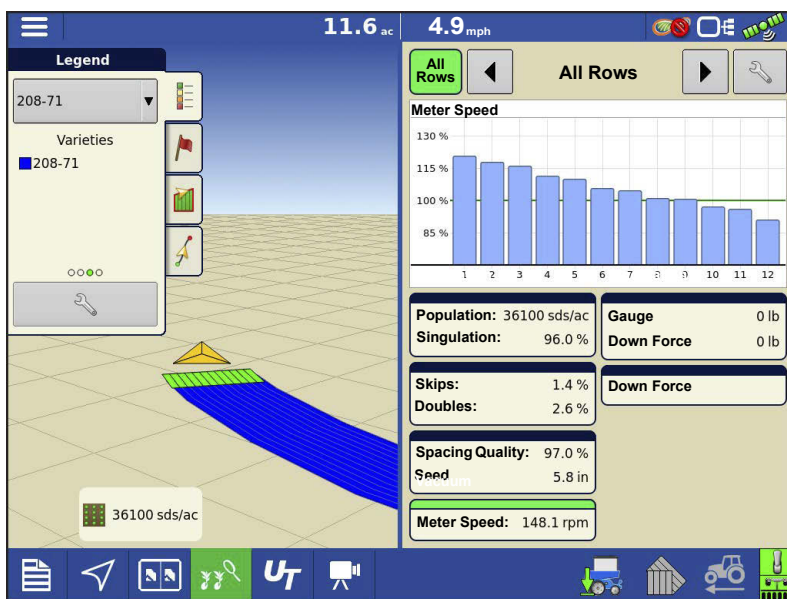 11.6 ac
4.9 mph
Legend
208-71
Varieties
208-71
36100 sds/ac
All Rows
All Rows
Meter Speed
130 %
115 %
100 %
85 %
1 2 3 4 5 6 7 8 9 10 11 12
Population: 36100 sds/ac
Singulation: 96.0 %
Gauge 0 lb
Down Force 0 lb
Skips: 1.4 %
Doubles: 2.6 %
Down Force
Spacing Quality: 97.0 %
Seed 5.8 in
Vacuum
Meter Speed: 148.1 rpm
UT